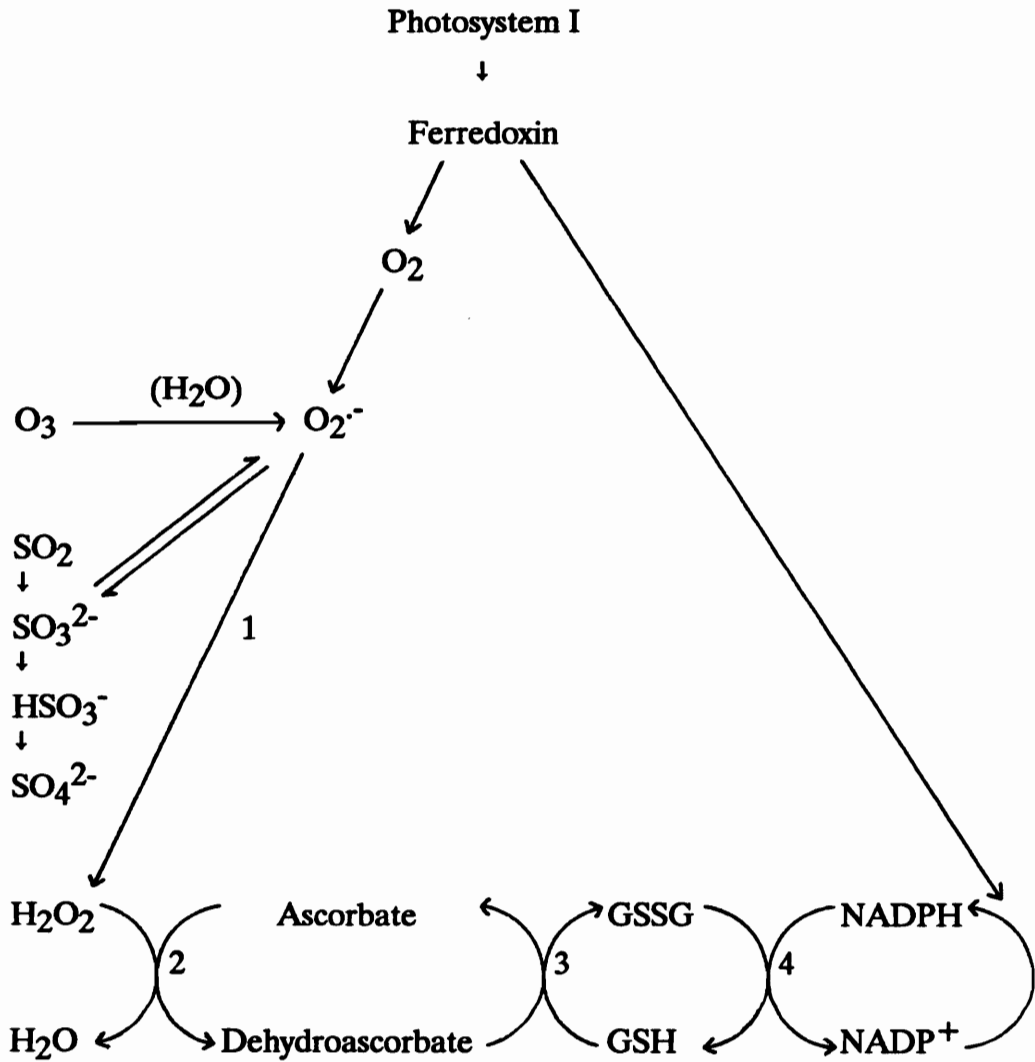 Photosystem I
↓
Ferredoxin
O₂
(H₂O)
O₃ O₂·⁻
SO₂
↓
SO₃²⁻
1
↓
HSO₃⁻
↓
SO₄²⁻
H₂O₂ Ascorbate GSSG NADPH
2 3 4
H₂O Dehydroascorbate GSH NADP⁺